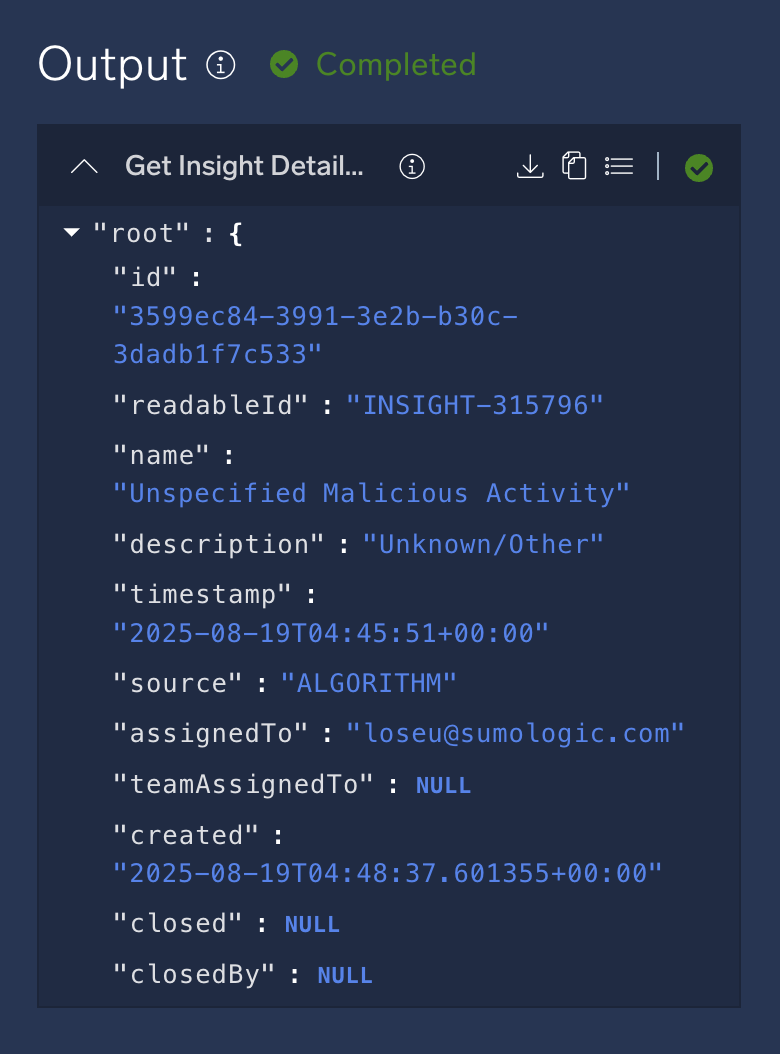 Output Completed
Get Insight Detail...
"root" : {
"id" :
"3599ec84-3991-3e2b-b30c-
3dadb1f7c533"
"readableId" : "INSIGHT-315796"
"name" :
"Unspecified Malicious Activity"
"description" : "Unknown/Other"
"timestamp" :
"2025-08-19T04:45:51+00:00"
"source" : "ALGORITHM"
"assignedTo" : "loseu@sumologic.com"
"teamAssignedTo" : NULL
"created" :
"2025-08-19T04:48:37.601355+00:00"
"closed" : NULL
"closedBy" : NULL